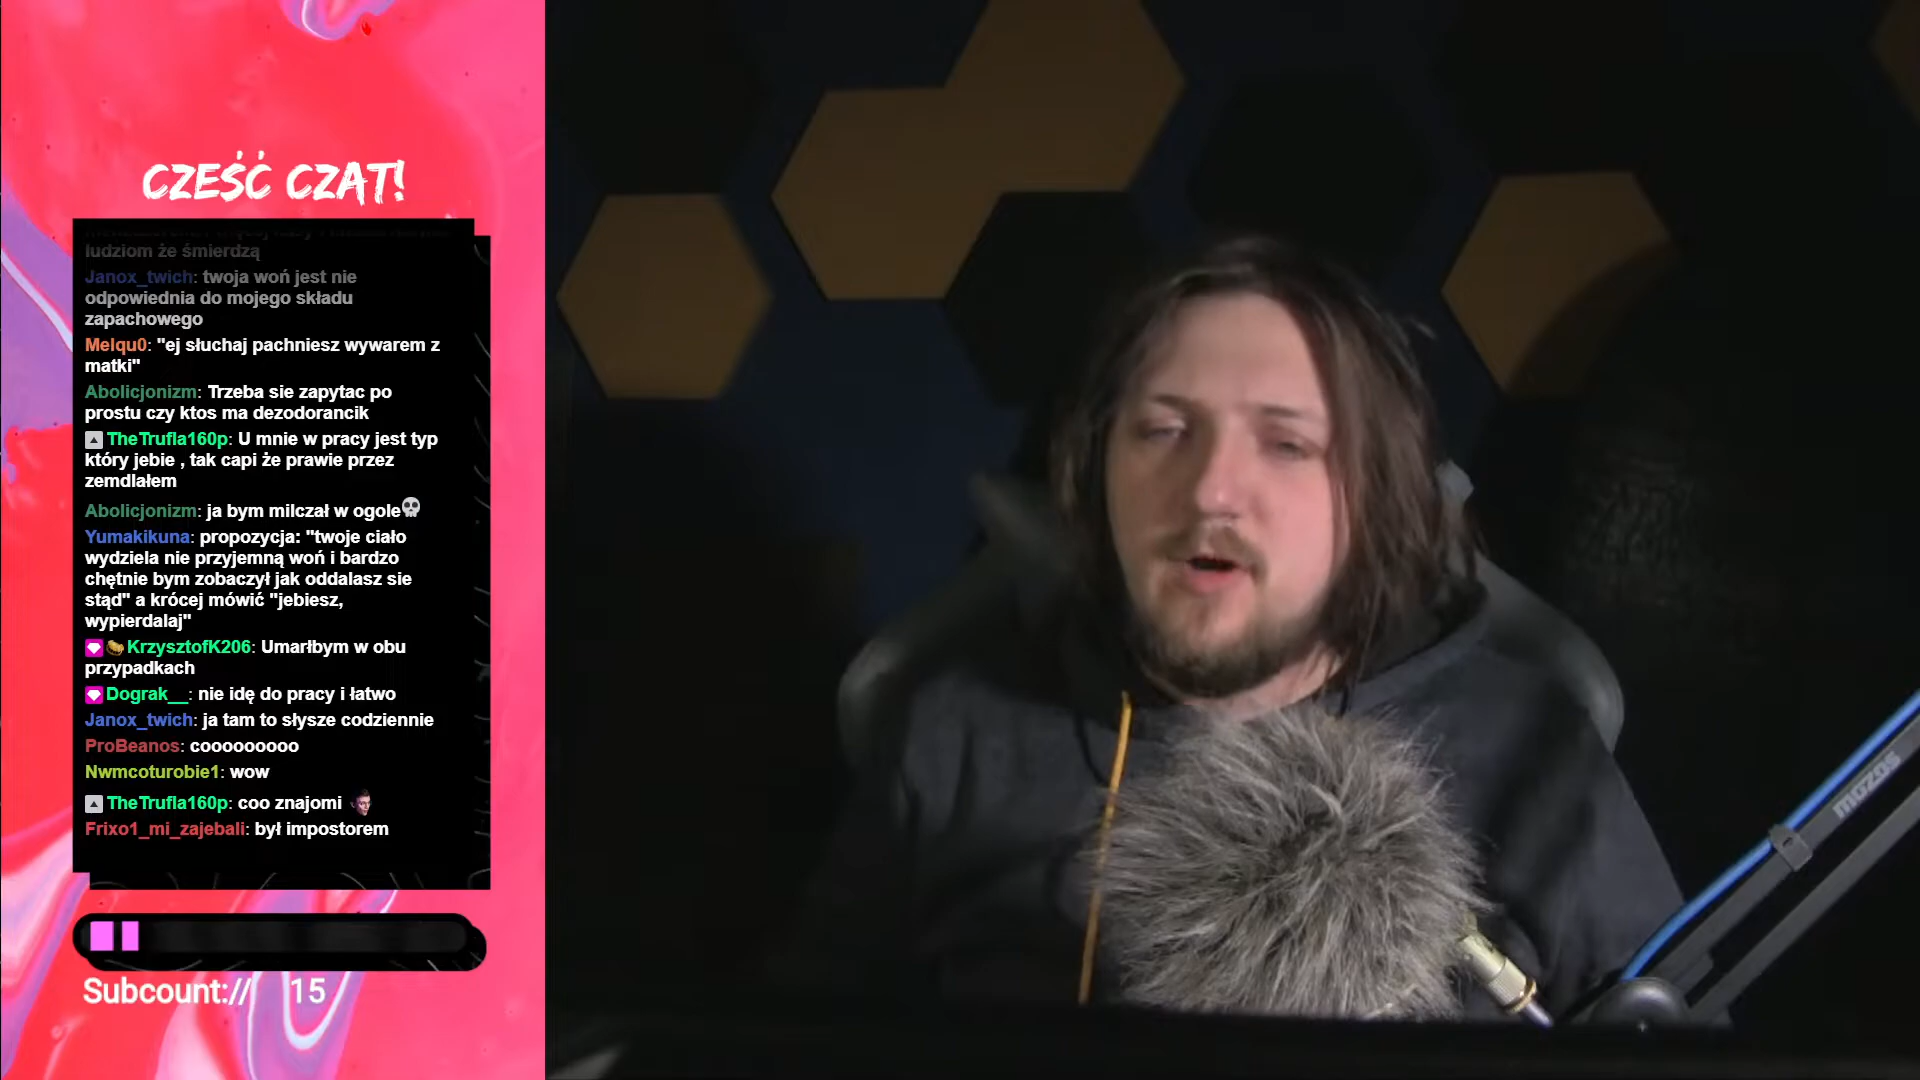 CZEŚĆ CZAT!
ludziom że śmierdzą
Janox_twich: twoja woń jest nie
odpowiednia do mojego składu
zapachowego
Melqu0: "ej słuchaj pachniesz wywarem z
matki"
Abolicjonizm: Trzeba sie zapytac po
prostu czy ktos ma dezodorancik
TheTrufla160p: U mnie w pracy jest typ
który jebie , tak capi że prawie przez
zemdlałem
Abolicjonizm: ja bym milczał w ogole
Yumakikuna: propozycja: "twoje ciało
wydziela nie przyjemną woń i bardzo
chętnie bym zobaczył jak oddalasz sie
stąd" a krócej mówić "jebiesz,
wypierdalaj"
KrzysztofK206: Umarłbym w obu
przypadkach
Dograk__: nie idę do pracy i łatwo
Janox_twich: ja tam to słysze codziennie
ProBeanos: cooooooooo
Nwmcoturobie1: wow
TheTrufla160p: coo znajomi
Frixo1_mi_zajebali: był impostorem
Subcount:// 15
MOZOS